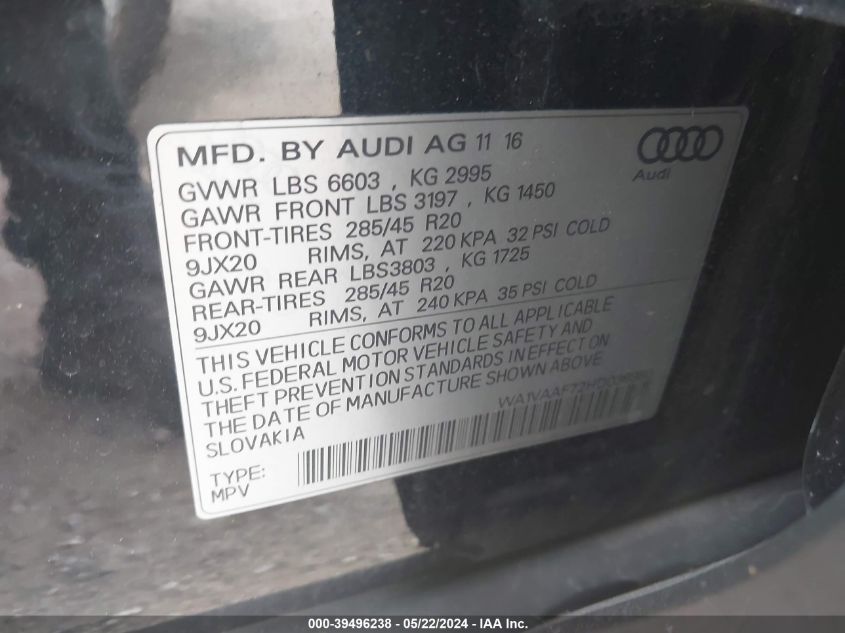 MFD. BY AUDI AG 11 16
Audi
GVWR LBS 6603 , KG 2995
GAWR FRONT LBS 3197 , KG 1450
FRONT-TIRES 285/45 R20
9JX20 RIMS, AT 220 KPA 32 PSI COLD
GAWR REAR LBS3803 , KG 1725
REAR-TIRES 285/45 R20
9JX20 RIMS, AT 240 KPA 35 PSI COLD
THIS VEHICLE CONFORMS TO ALL APPLICABLE
U.S. FEDERAL MOTOR VEHICLE SAFETY AND
THEFT PREVENTION STANDARDS IN EFFECT ON
THE DATE OF MANUFACTURE SHOWN ABOVE
SLOVAKIA
TYPE:
MPV
000-39496238 - 05/22/2024 - IAA Inc.